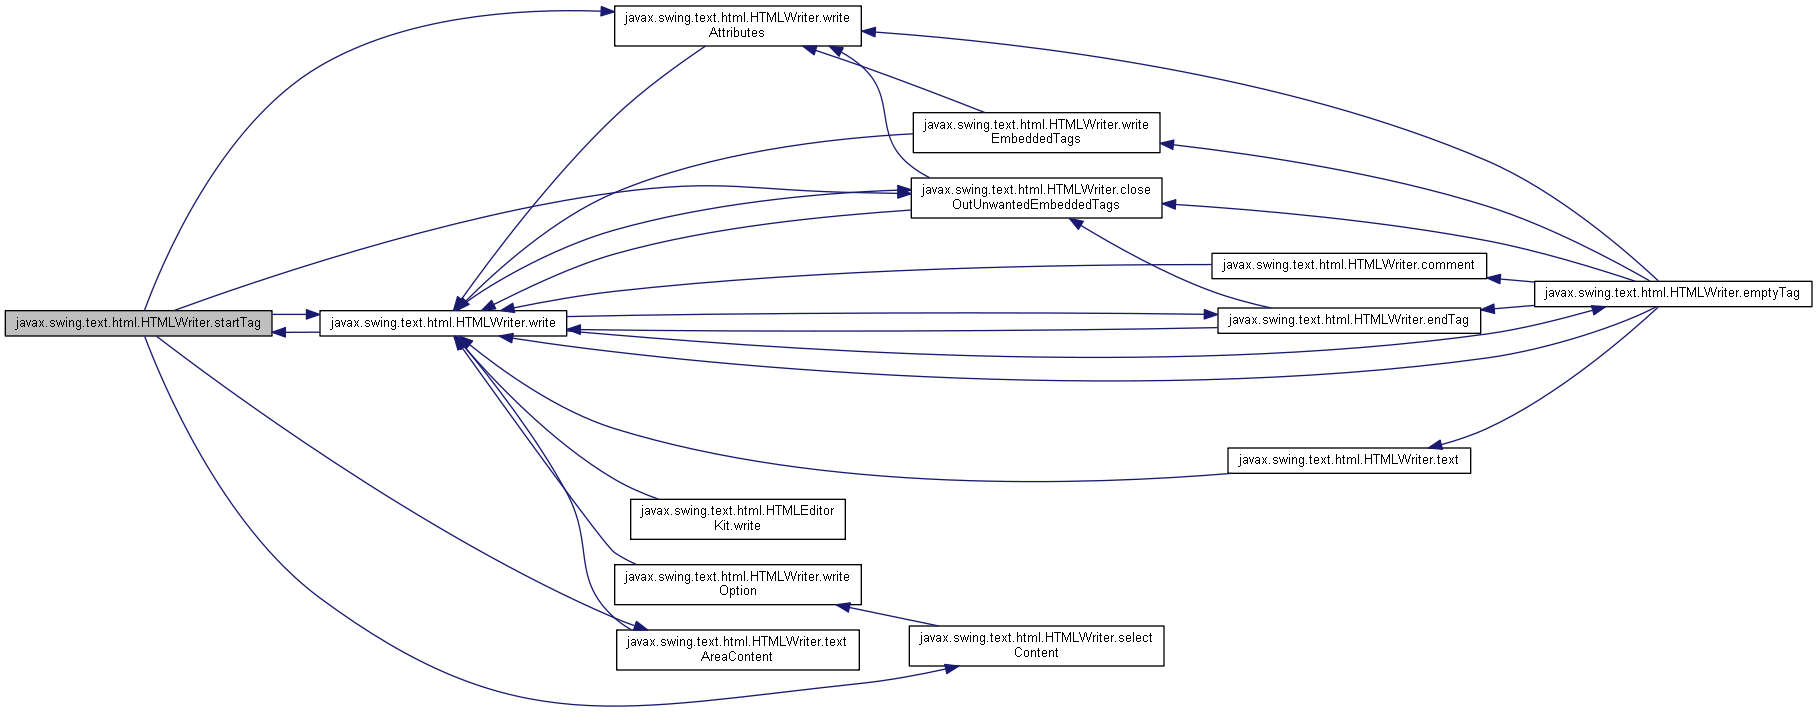 javax.swing.text.html.HTMLWriter.write
Attributes
javax.swing.text.html.HTMLWriter.write
EmbeddedTags
javax.swing.text.html.HTMLWriter.close
OutUnwantedEmbeddedTags
javax.swing.text.html.HTMLWriter.comment
javax.swing.text.html.HTMLWriter.emptyTag
javax.swing.text.html.HTMLWriter.startTag
javax.swing.text.html.HTMLWriter.write
javax.swing.text.html.HTMLWriter.endTag
javax.swing.text.html.HTMLWriter.text
javax.swing.text.html.HTMLEditor
Kit.write
javax.swing.text.html.HTMLWriter.write
Option
javax.swing.text.html.HTMLWriter.text
AreaContent
javax.swing.text.html.HTMLWriter.select
Content